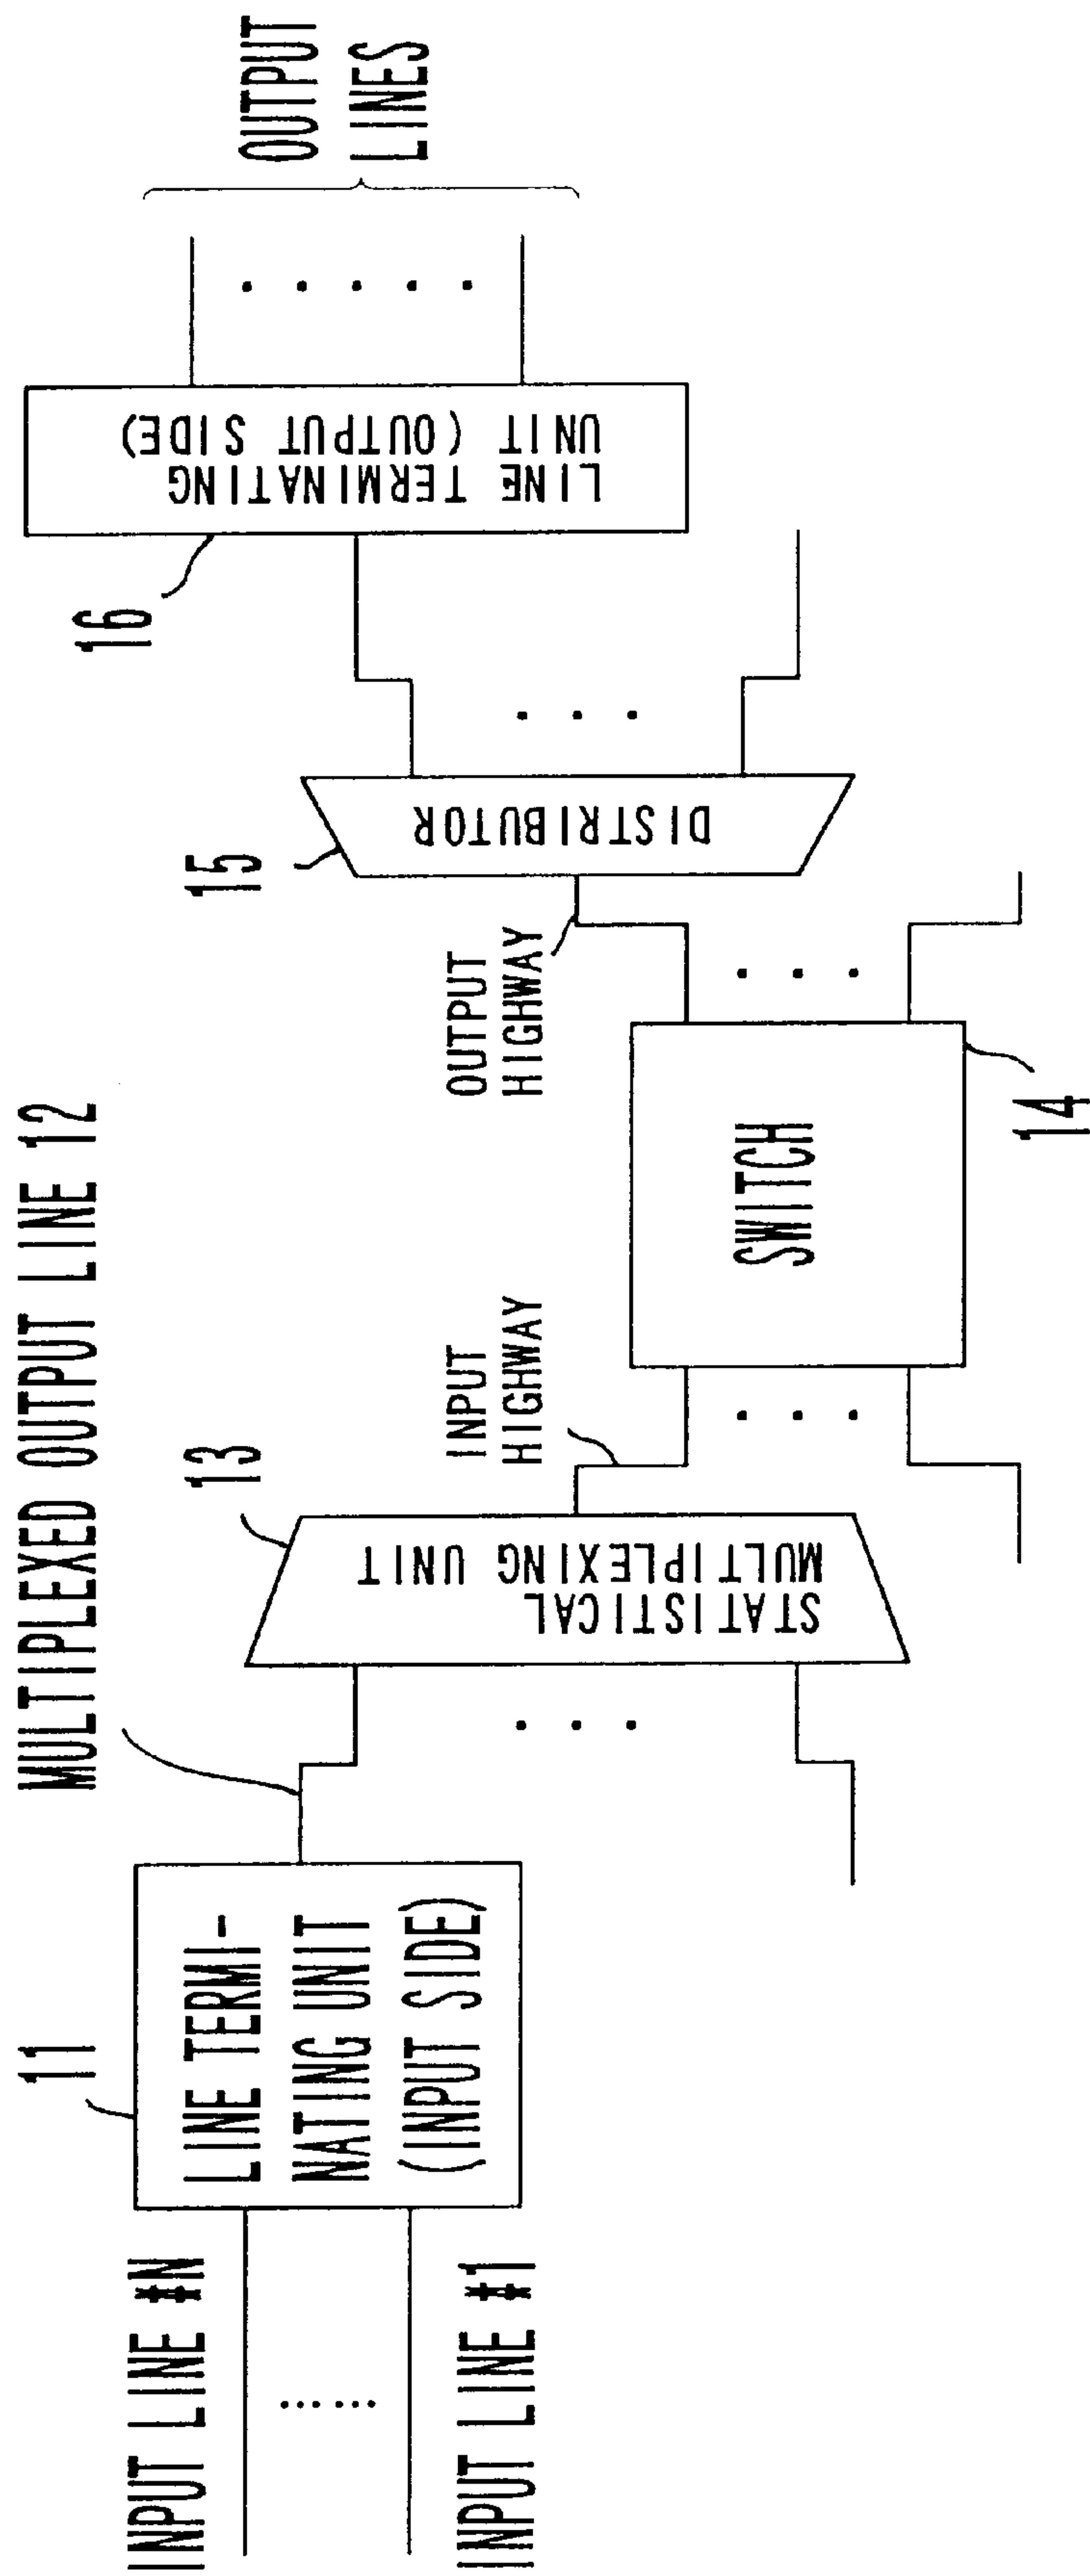 MULTIPLEXED OUTPUT LINE 12
11
INPUT LINE #N
INPUT LINE #1
LINE TERMI-
NATING UNIT
(INPUT SIDE)
13
STATISTICAL
MULTIPLEXING UNIT
INPUT
HIGHWAY
SWITCH
14
OUTPUT
HIGHWAY
15
DISTRIBUTOR
16
LINE TERMINATING
UNIT (OUTPUT SIDE)
OUTPUT
LINES